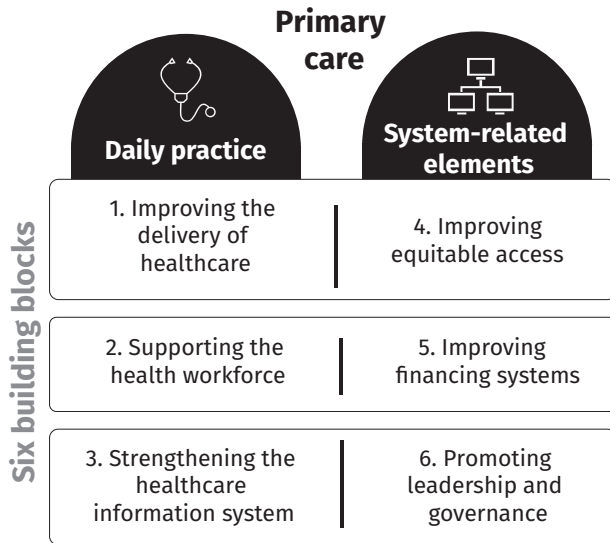 Primary
care
Daily practice
System-related
elements
Six building blocks
1. Improving the
delivery of
healthcare
4. Improving
equitable access
2. Supporting the
health workforce
5. Improving
financing systems
3. Strengthening the
healthcare
information system
6. Promoting
leadership and
governance